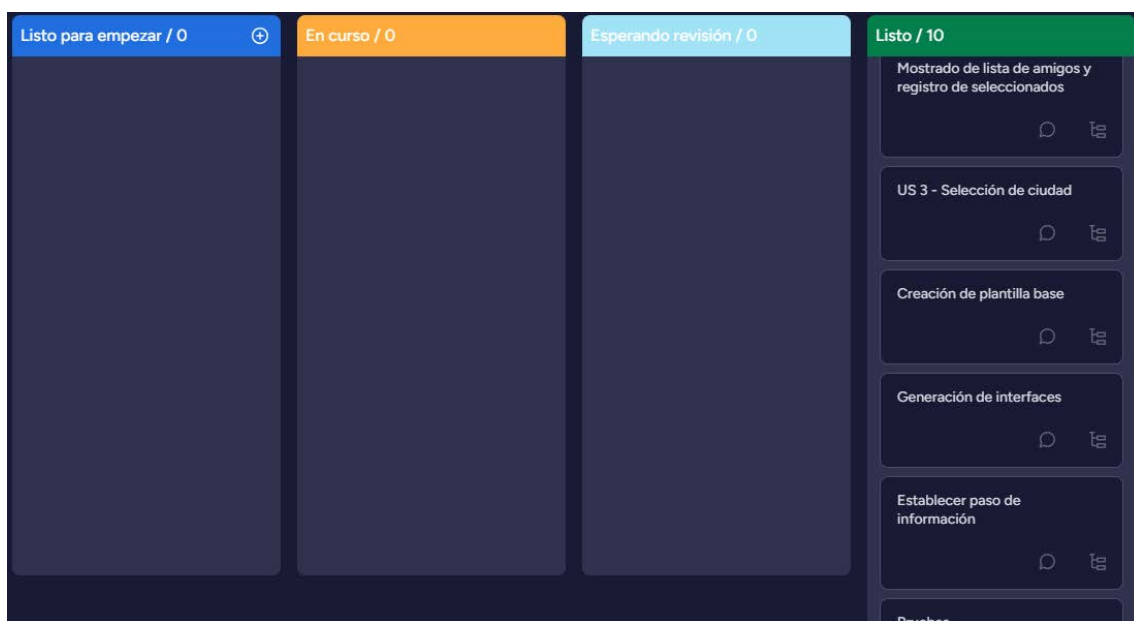 Listo para empezar / 0
En curso / 0
Esperando revisión / 0
Listo / 10
Mostrado de lista de amigos y
registro de seleccionados
US 3 - Selección de ciudad
Creación de plantilla base
Generación de interfaces
Establecer paso de
información
Pruebas